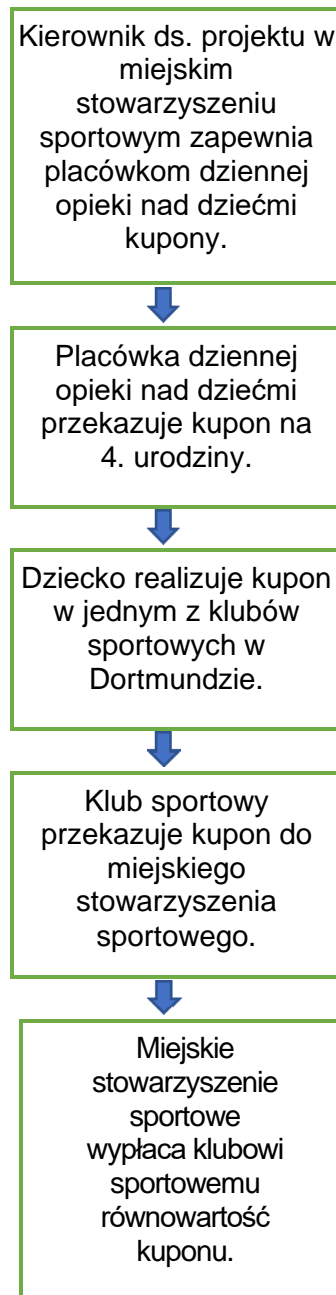 Kierownik ds. projektu w
miejskim
stowarzyszeniu
sportowym zapewnia
placówkom dziennej
opieki nad dziećmi
kupony.
Placówka dziennej
opieki nad dziećmi
przekazuje kupon na
4. urodziny.
Dziecko realizuje kupon
w jednym z klubów
sportowych w
Dortmundzie.
Klub sportowy
przekazuje kupon do
miejskiego
stowarzyszenia
sportowego.
Miejskie
stowarzyszenie
sportowe
wypłaca klubowi
sportowemu
równowartość
kuponu.